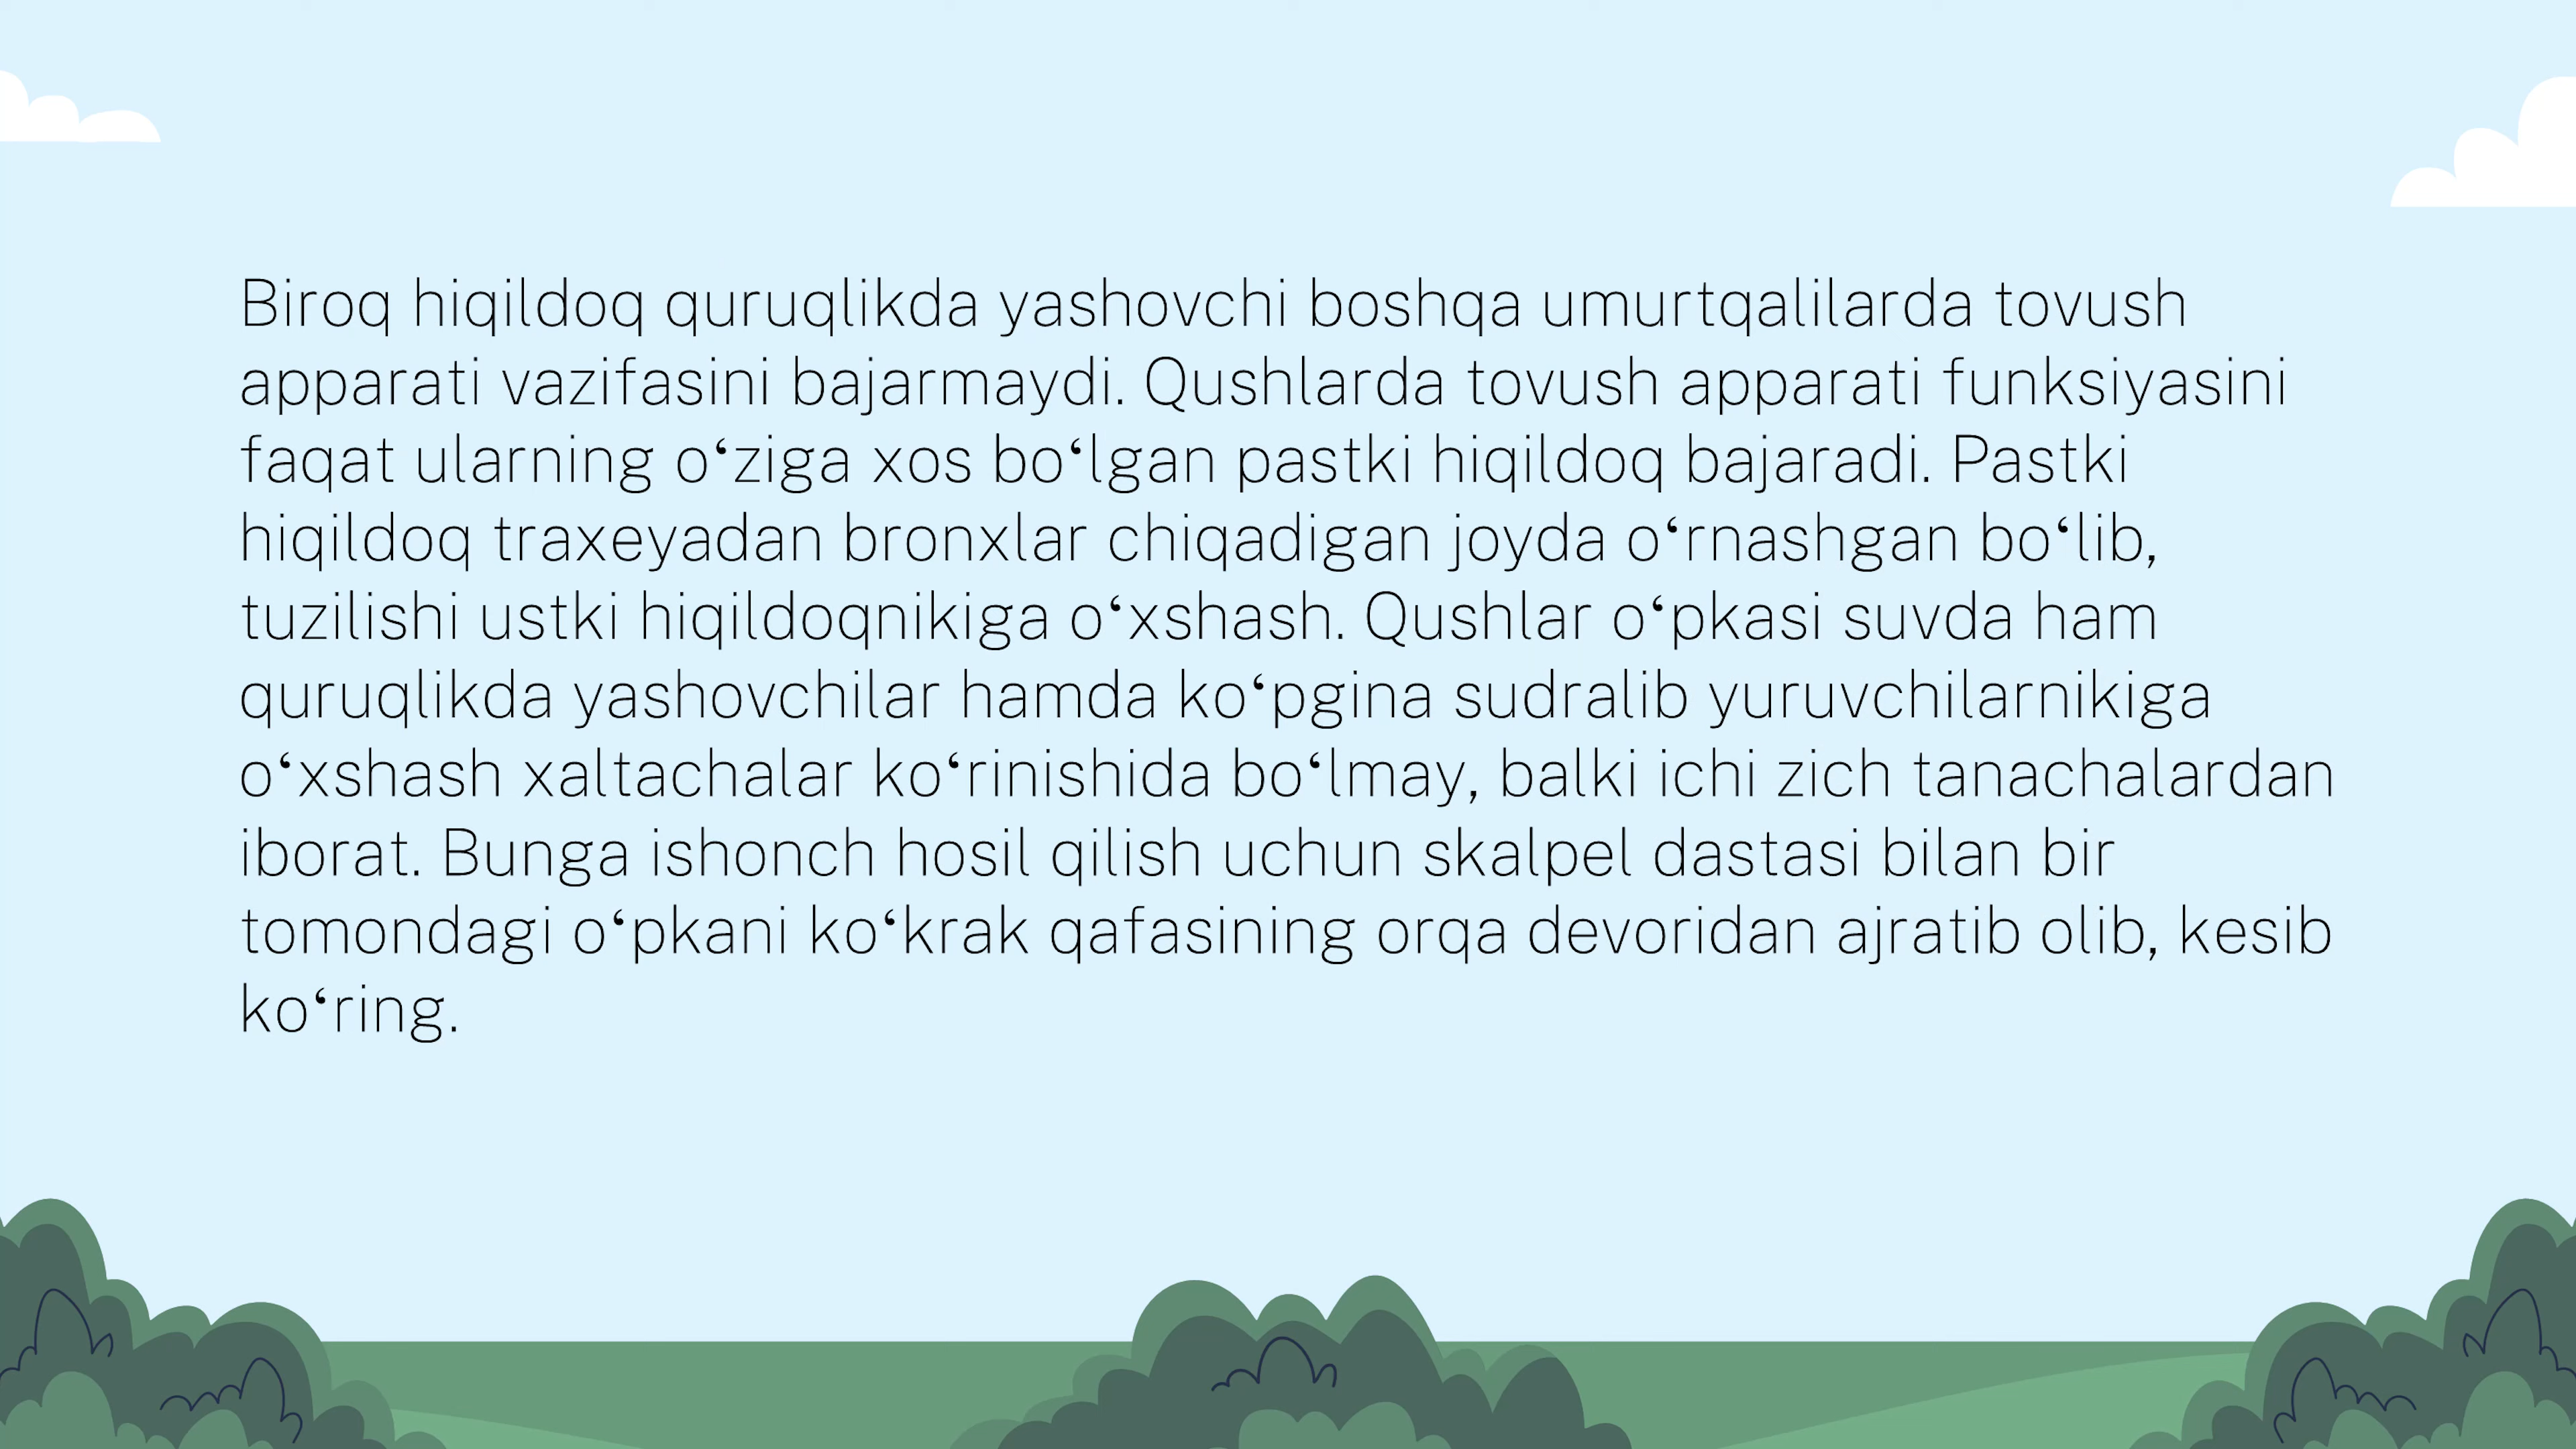 Biroq hiqildoq quruqlikda yashovchi boshqa umurtqalilarda tovush
apparati vazifasini bajarmaydi. Qushlarda tovush apparati funksiyasini
faqat ularning o‘ziga xos bo‘lgan pastki hiqildoq bajaradi. Pastki
hiqildoq traxeyadan bronxlar chiqadigan joyda o‘rnashgan bo‘lib,
tuzilishi ustki hiqildoqnikiga o‘xshash. Qushlar o‘pkasi suvda ham
quruqlikda yashovchilar hamda ko‘pgina sudralib yuruvchilarnikiga
o‘xshash xaltachalar ko‘rinishida bo‘lmay, balki ichi zich tanachalardan
iborat. Bunga ishonch hosil qilish uchun skalpel dastasi bilan bir
tomondagi o‘pkani ko‘krak qafasining orqa devoridan ajratib olib, kesib
ko‘ring.